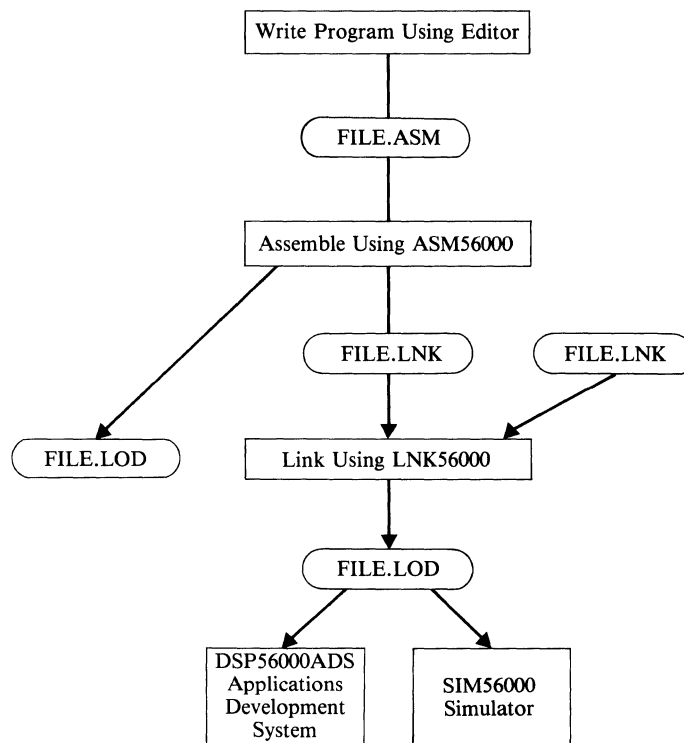 Write Program Using Editor
FILE.ASM
Assemble Using ASM56000
FILE.LNK
FILE.LNK
FILE.LOD
Link Using LNK56000
FILE.LOD
DSP56000ADS
Applications
Development
System
SIM56000
Simulator